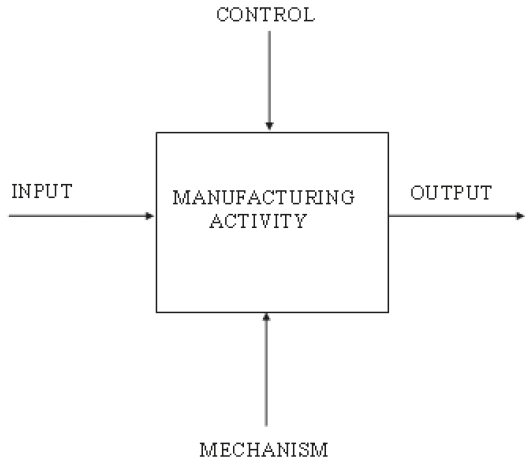 CONTROL
INPUT
MANUFACTURING
ACTIVITY
OUTPUT
MECHANISM